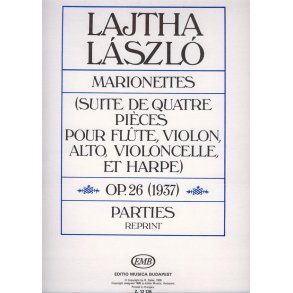 LAJTHA
LÁSZLÓ
MARIONETTES
(SUITE DE QUATRE
PIÈCES
POUR FLÛTE, VIOLON,
ALTO, VIOLONCELLE,
ET HARPE)
OP. 26 (1937)
PARTIES
REPRINT
EMB
EDITIO MUSICA BUDAPEST